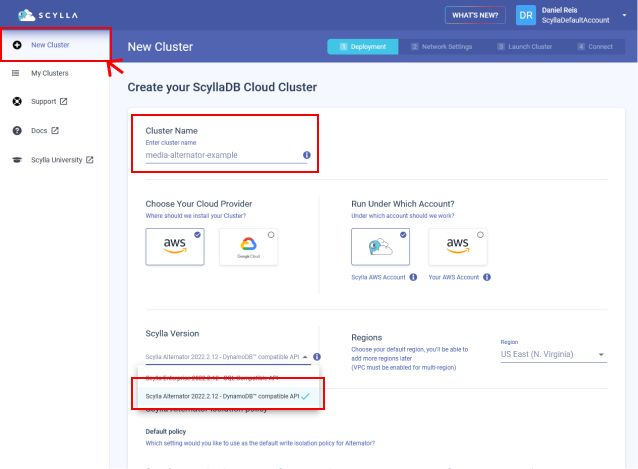 SCYLLA
WHAT'S NEW?
DR
Daniel Reis
ScyllaDefaultAccount
New Cluster
My Clusters
Support
Docs
Scylla University
New Cluster
1 Deployment
2 Network Settings
3 Launch Cluster
4 Connect
Create your ScyllaDB Cloud Cluster
Cluster Name
Enter cluster name
media-alternator-example
Choose Your Cloud Provider
Where should we install your Cluster?
aws
Google Cloud
Run Under Which Account?
Under which account should we work?
aws
Scylla AWS Account
Your AWS Account
Scylla Version
Scylla Alternator 2022.2.12 - DynamoDB™ compatible API
Scylla Enterprise 2022.2.12 - CQL Compatible API
Scylla Alternator 2022.2.12 - DynamoDB™ compatible API
Scylla Alternator isolation policy
Regions
Choose your default region, you'll be able to
add more regions later
(VPC must be enabled for multi-region)
Region
US East (N. Virginia)
Default policy
Which setting would you like to use as the default write isolation policy for Alternator?